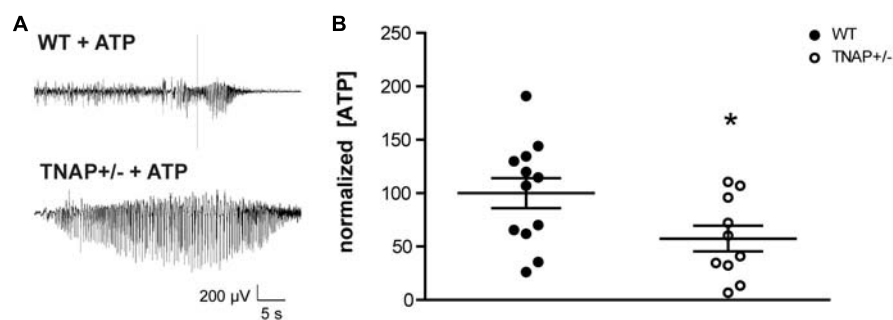 A
WT + ATP
TNAP+/- + ATP
200 µV
5 s
B
normalized [ATP]
250
200
150
100
50
0
*
WT
TNAP+/-